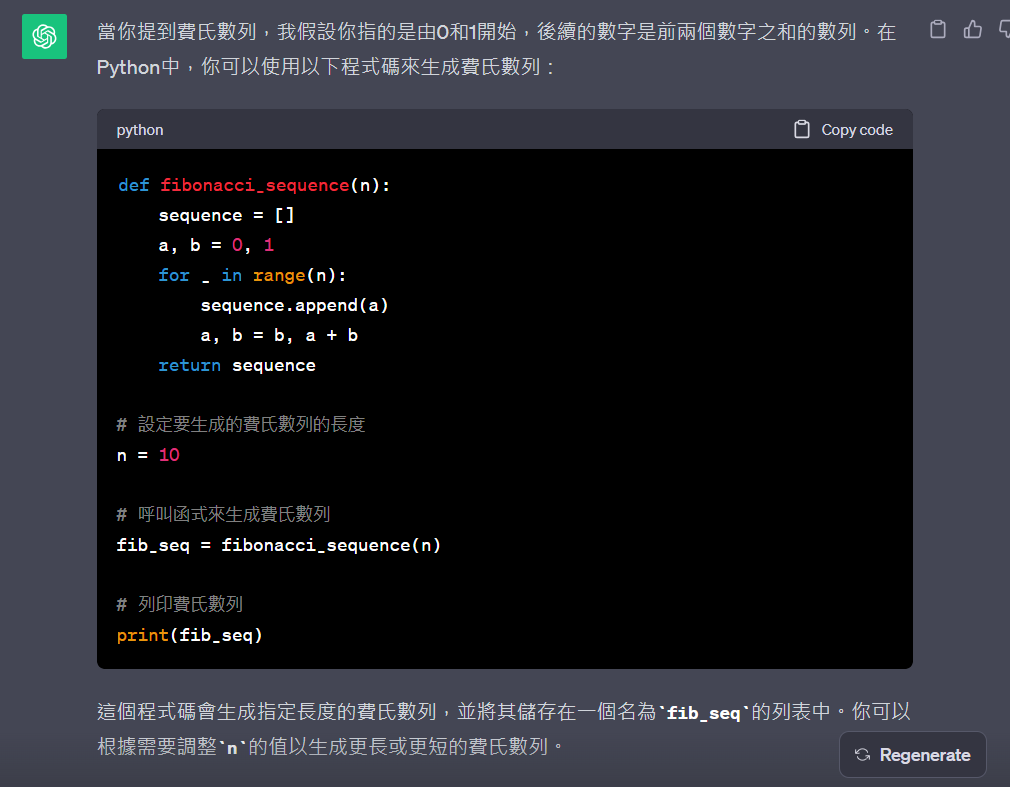 當你提到費氏數列，我假設你指的是由0和1開始，後續的數字是前兩個數字之和的數列。在
Python中，你可以使用以下程式碼來生成費氏數列：
python
Copy code
def fibonacci_sequence(n):
    sequence = []
    a, b = 0, 1
    for _ in range(n):
        sequence.append(a)
        a, b = b, a + b
    return sequence
# 設定要生成的費氏數列的長度
n = 10
# 呼叫函式來生成費氏數列
fib_seq = fibonacci_sequence(n)
# 列印費氏數列
print(fib_seq)
這個程式碼會生成指定長度的費氏數列，並將其儲存在一個名為`fib_seq`的列表中。你可以
根據需要調整`n`的值以生成更長或更短的費氏數列。
Regenerate